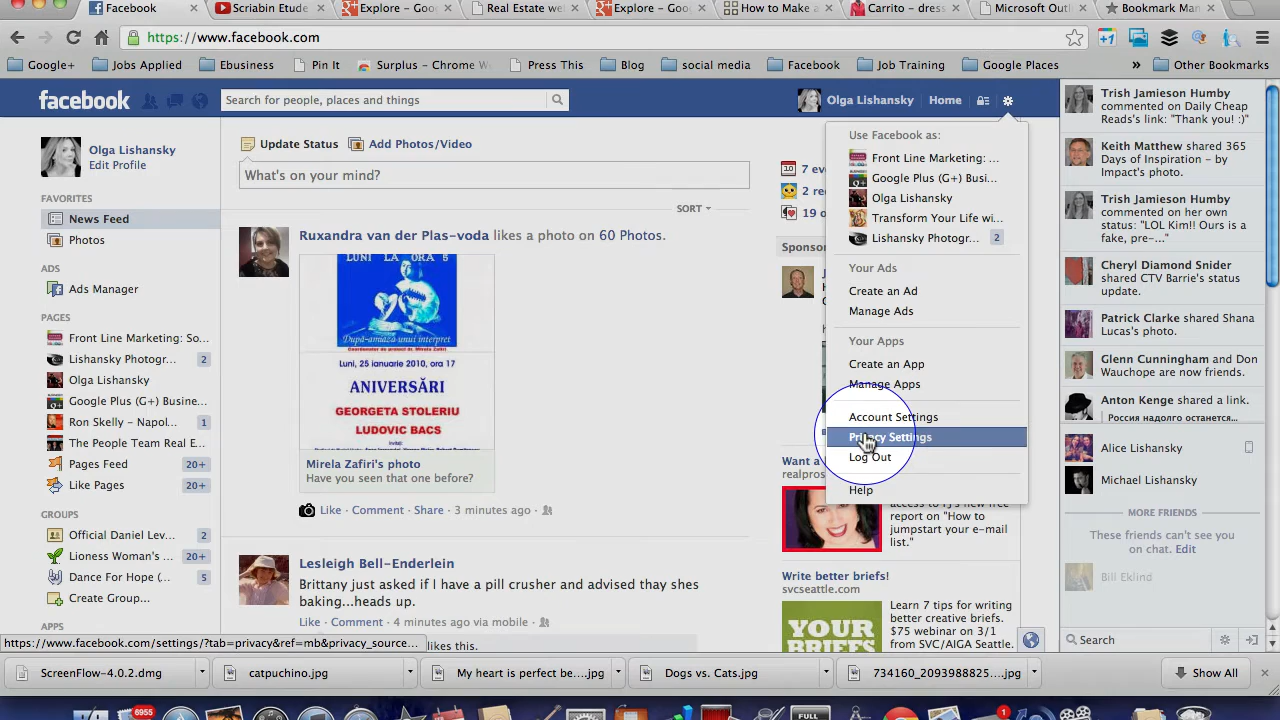 Facebook
Scriabin Etude
Explore – Goog
Real Estate web
Explore – Goog
How to Make a
Carrito – dress
Microsoft Outl
Bookmark Man
https://www.facebook.com
Google+
Jobs Applied
Ebusiness
Pin It
Surplus – Chrome W
Press This
Blog
social media
Facebook
Job Training
Google Places
»
Other Bookmarks
facebook
Search for people, places and things
Olga Lishansky
Home
Olga Lishansky
Edit Profile
FAVORITES
News Feed
Photos
ADS
Ads Manager
PAGES
Front Line Marketing: So...
Lishansky Photogr... 2
Olga Lishansky
Google Plus (G+) Busine...
Ron Skelly – Napol... 1
The People Team Real E...
Pages Feed 20+
Like Pages 20+
GROUPS
Official Daniel Lev... 2
Lioness Woman's ... 20+
Dance For Hope (... 5
Create Group...
APPS
Update Status
Add Photos/Video
What's on your mind?
SORT
Ruxandra van der Plas-voda likes a photo on 60 Photos.
LUNI LA ORA 5
După-amiaza unui interpret
Luni, 25 ianuarie 2010, ora 17
ANIVERSĂRI
GEORGETA STOLERIU
LUDOVIC BACS
Mirela Zafiri's photo
Have you seen that one before?
Like · Comment · Share · 3 minutes ago ·
Lesleigh Bell-Enderlein
Brittany just asked if I have a pill crusher and advised thay shes
baking...heads up.
Like · Comment · 4 minutes ago via mobile ·
likes this.
10
7 eve
2 re
19 o
Sponso
Want a
realpros
access to rj's new free
report on "How to
jumpstart your e-mail
list."
Write better briefs!
svcseattle.com
YOUR
BRIEFS
Learn 7 tips for writing
better creative briefs.
$75 webinar on 3/1
from SVC/AIGA Seattle.
Use Facebook as:
Front Line Marketing: ...
Google Plus (G+) Busi...
Olga Lishansky
Transform Your Life wi...
Lishansky Photogr... 2
Your Ads
Create an Ad
Manage Ads
Your Apps
Create an App
Manage Apps
Account Settings
Privacy Settings
Log Out
Help
Trish Jamieson Humby
commented on Daily Cheap
Reads's link: "Thank you! :)"
Keith Matthew shared 365
Days of Inspiration – by
Impact's photo.
Trish Jamieson Humby
commented on her own
status: "LOL Kim!! Ours is a
fake, pre-..."
Cheryl Diamond Snider
shared CTV Barrie's status
update.
Patrick Clarke shared Shana
Lucas's photo.
Glenn Cunningham and Don
Wauchope are now friends.
Anton Kenge shared a link.
Россия надолго останется...
Alice Lishansky
Michael Lishansky
MORE FRIENDS
These friends can't see you
on chat. Edit
Bill Eklind
Search
https://www.facebook.com/settings/?tab=privacy&ref=mb&privacy_source...
ScreenFlow-4.0.2.dmg
catpuchino.jpg
My heart is perfect be....jpg
Dogs vs. Cats.jpg
734160_2093988825....jpg
Show All
6955
FULL
1